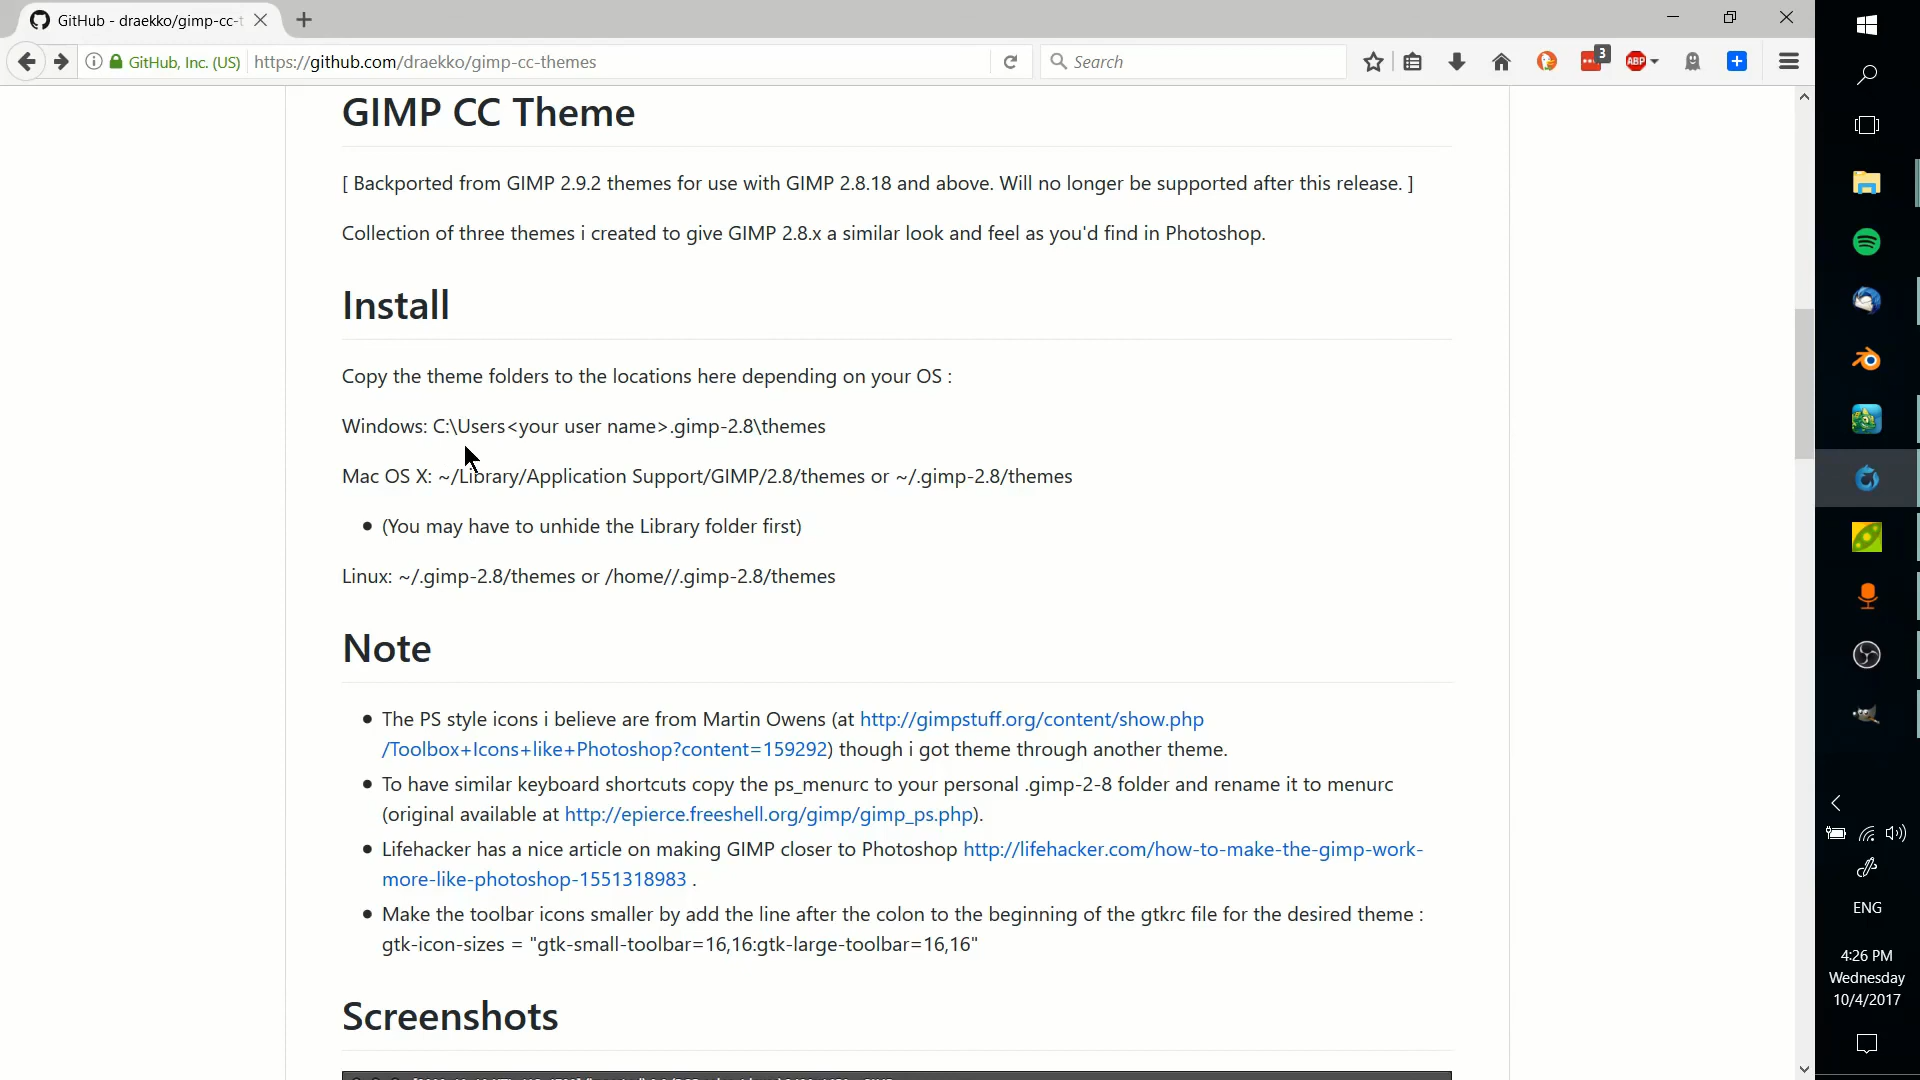 GitHub - draekko/gimp-cc-t
GitHub, Inc. (US)
https://github.com/draekko/gimp-cc-themes
Search
3
ABP
GIMP CC Theme
[ Backported from GIMP 2.9.2 themes for use with GIMP 2.8.18 and above. Will no longer be supported after this release. ]
Collection of three themes i created to give GIMP 2.8.x a similar look and feel as you'd find in Photoshop.
Install
Copy the theme folders to the locations here depending on your OS :
Windows: C:\Users<your user name>.gimp-2.8\themes
Mac OS X: ~/Library/Application Support/GIMP/2.8/themes or ~/.gimp-2.8/themes
• (You may have to unhide the Library folder first)
Linux: ~/.gimp-2.8/themes or /home//.gimp-2.8/themes
Note
• The PS style icons i believe are from Martin Owens (at http://gimpstuff.org/content/show.php
/Toolbox+Icons+like+Photoshop?content=159292) though i got theme through another theme.
• To have similar keyboard shortcuts copy the ps_menurc to your personal .gimp-2-8 folder and rename it to menurc
(original available at http://epierce.freeshell.org/gimp/gimp_ps.php).
• Lifehacker has a nice article on making GIMP closer to Photoshop http://lifehacker.com/how-to-make-the-gimp-work-
more-like-photoshop-1551318983 .
• Make the toolbar icons smaller by add the line after the colon to the beginning of the gtkrc file for the desired theme :
gtk-icon-sizes = "gtk-small-toolbar=16,16:gtk-large-toolbar=16,16"
Screenshots
ENG
4:26 PM
Wednesday
10/4/2017